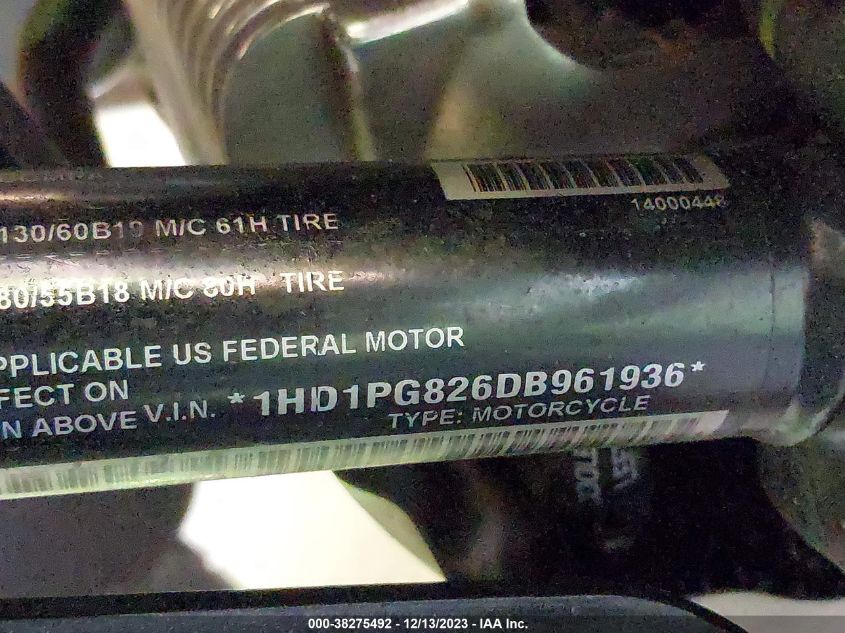 14000448
130/60B19 M/C 61H TIRE
80/55B18 M/C 80H TIRE
PPLICABLE US FEDERAL MOTOR
FECT ON
N ABOVE V.I.N. *1HD1PG826DB961936*
TYPE: MOTORCYCLE
000-38275492 - 12/13/2023 - IAA Inc.